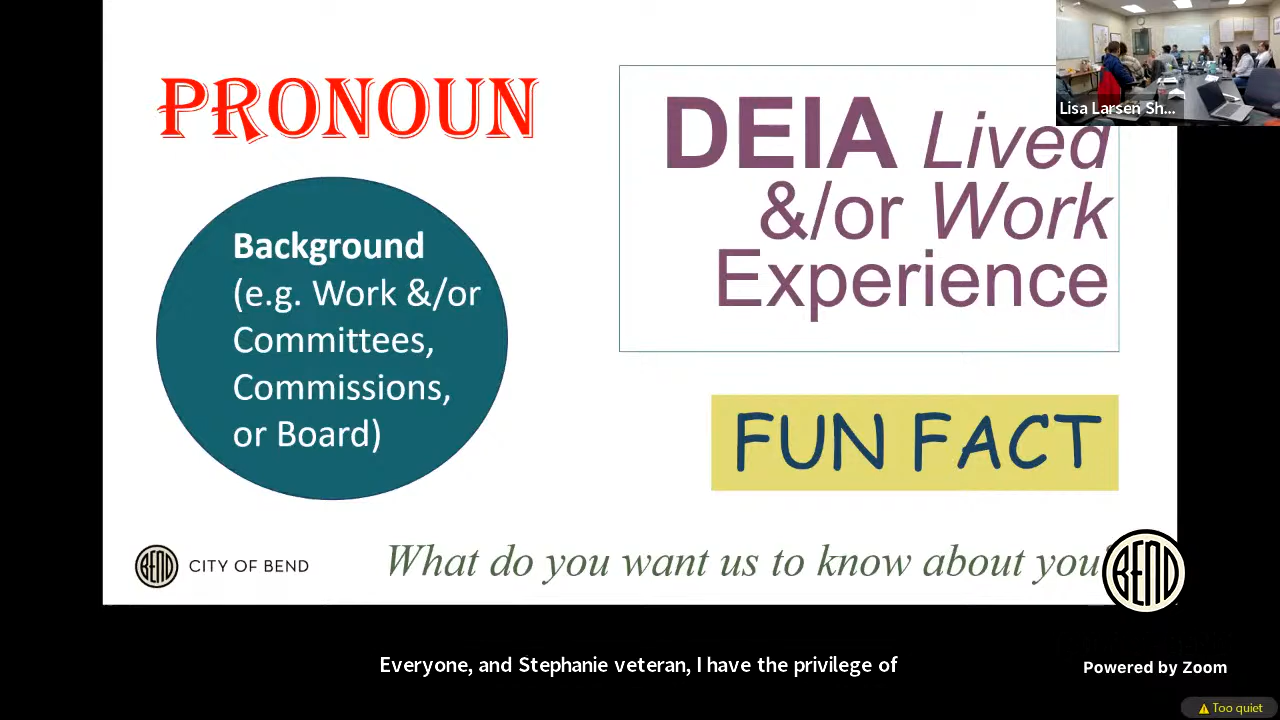 PRONOUN
DEIA Lived
&/or Work
Experience
Lisa Larsen Sh...
Background
(e.g. Work &/or
Committees,
Commissions,
or Board)
FUN FACT
BEND CITY OF BEND
What do you want us to know about you
BEND
Everyone, and Stephanie veteran, I have the privilege of
Powered by Zoom
Too quiet